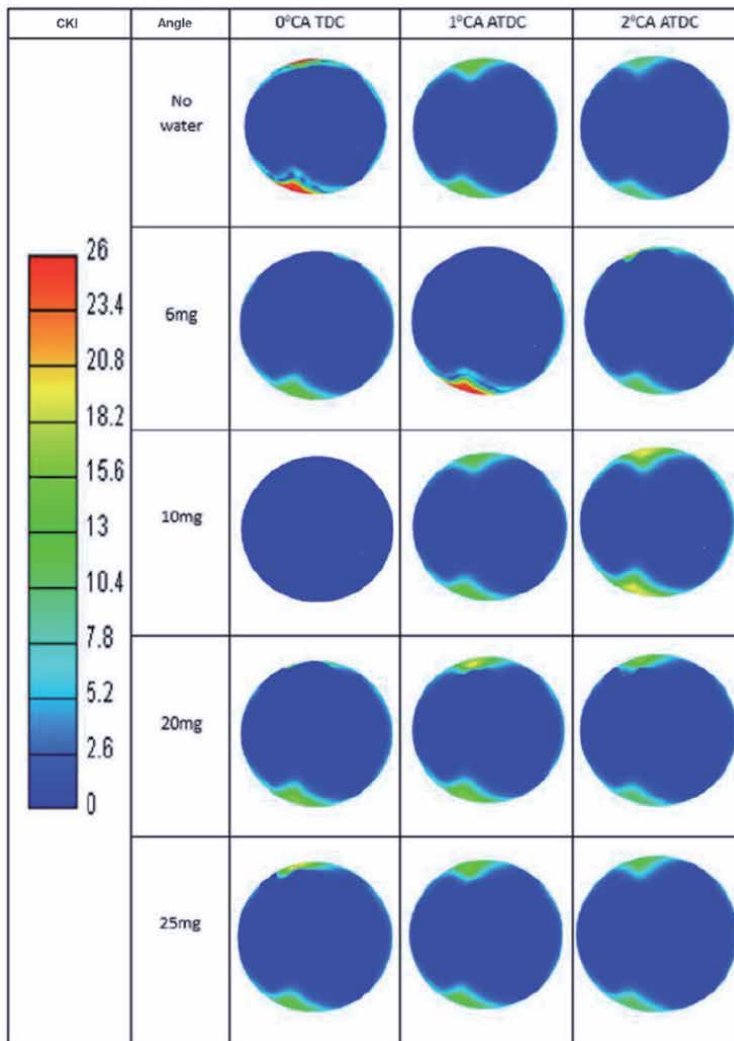 CKI Angle 0°CA TDC 1°CA ATDC 2°CA ATDC
No
water
26
23.4
20.8
18.2
15.6
13
10.4
7.8
5.2
2.6
0
6mg
10mg
20mg
25mg